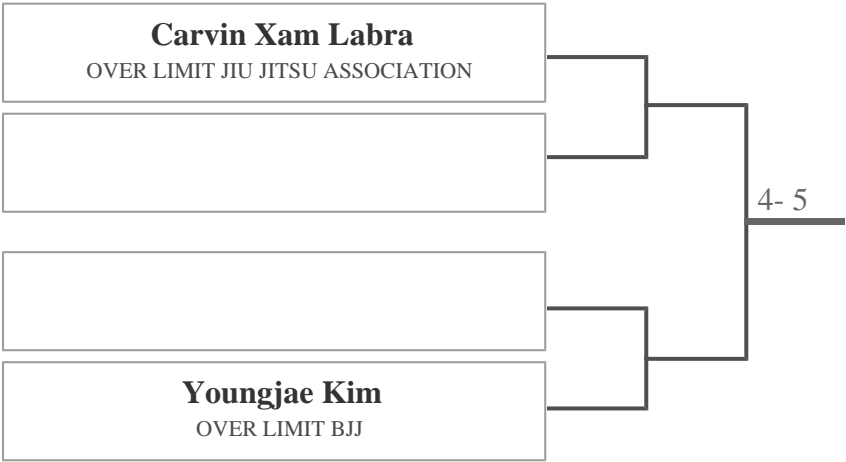 Carvin Xam Labra
OVER LIMIT JIU JITSU ASSOCIATION
4- 5
Youngjae Kim
OVER LIMIT BJJ